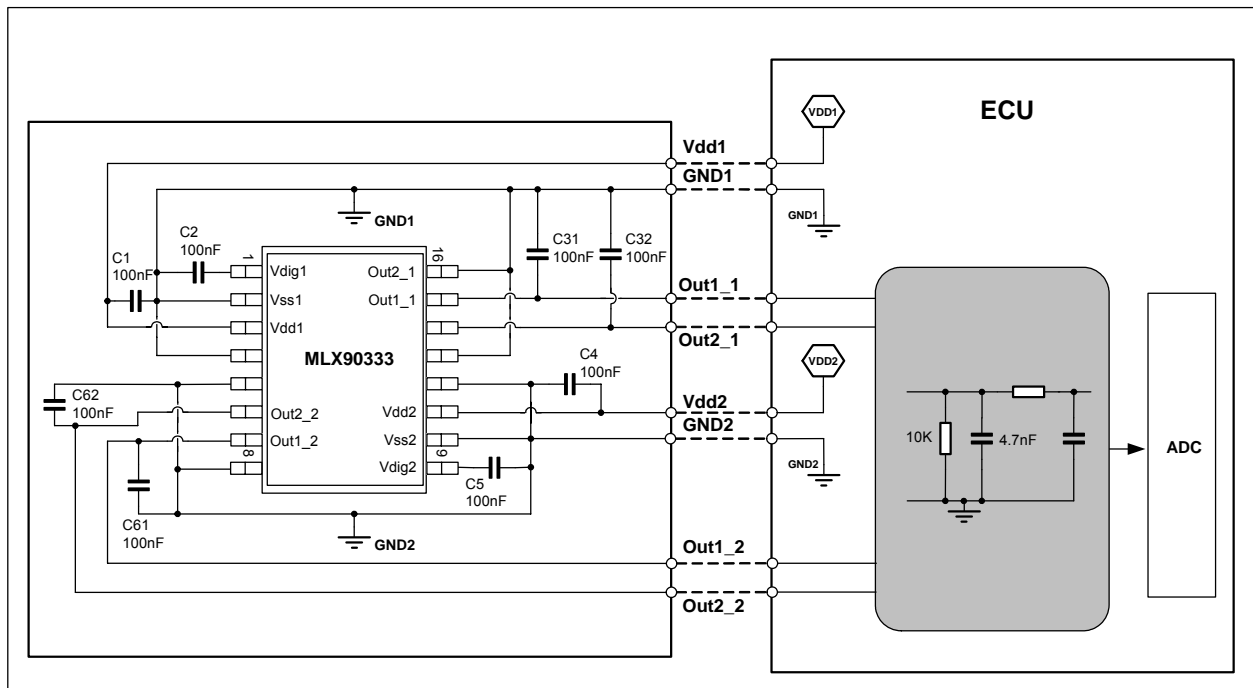 ECU
VDD1
Vdd1
GND1
GND1
GND1
C2
100nF
C1
100nF
C31
100nF
C32
100nF
1
16
Vdig1
Out2_1
Vss1
Out1_1
Vdd1
Out1_1
Out2_1
MLX90333
VDD2
C4
100nF
C62
100nF
Out2_2
Vdd2
Vdd2
GND2
Out1_2
Vss2
GND2
8
9
Vdig2
C5
100nF
C61
100nF
GND2
10K
4.7nF
ADC
Out1_2
Out2_2